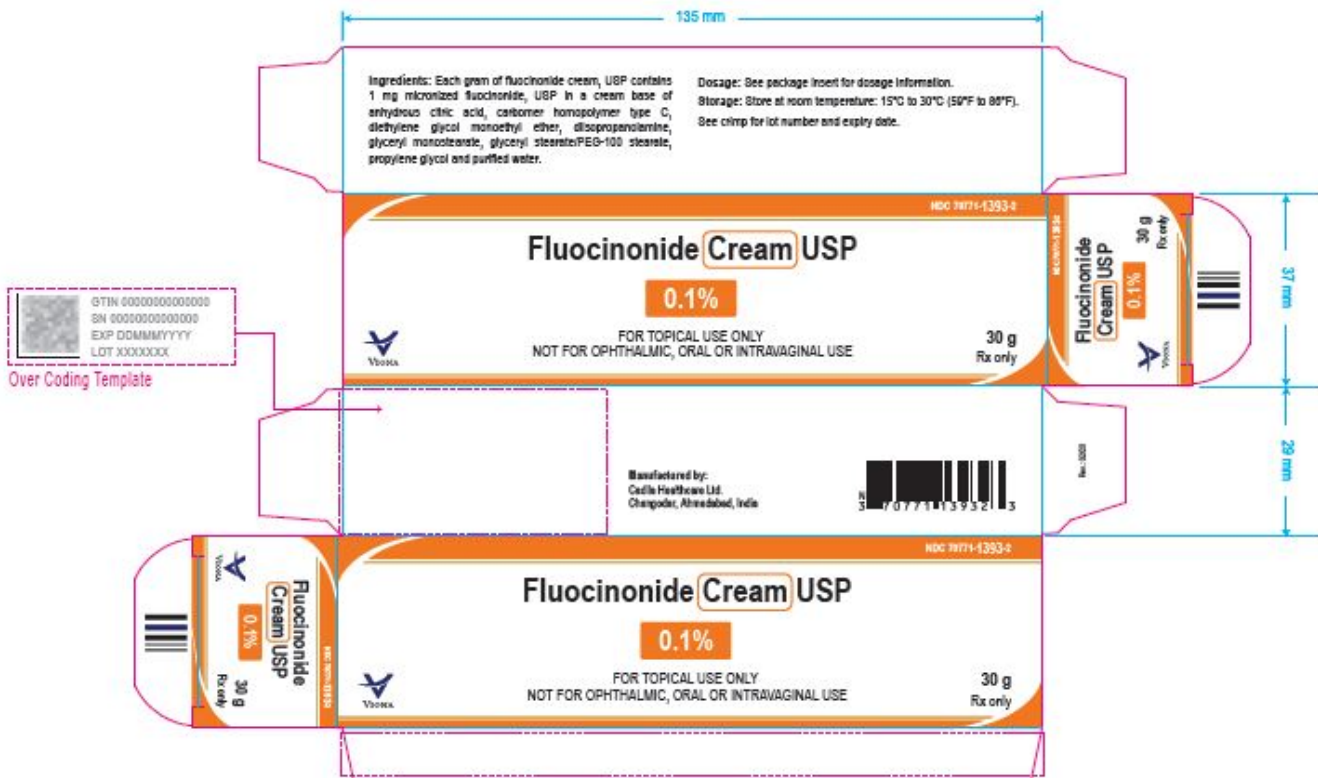 135 mm
Ingredients: Each gram of fluocinonide cream, USP contains
1 mg micronized fluocinonide, USP in a cream base of
anhydrous citric acid, carbomer homopolymer type C,
diethylene glycol monoethyl ether, diisopropanolamine,
glyceryl monostearate, glyceryl stearate/PEG-100 stearate,
propylene glycol and purified water.
Dosage: See package insert for dosage information.
Storage: Store at room temperature: 15°C to 30°C (59°F to 86°F).
See crimp for lot number and expiry date.
NDC 70771-1393-2
Fluocinonide Cream USP
0.1%
FOR TOPICAL USE ONLY
NOT FOR OPHTHALMIC, ORAL OR INTRAVAGINAL USE
VIONA
30 g
Rx only
Fluocinonide
Cream USP
0.1%
30 g
Rx only
VIONA
37 mm
GTIN 00000000000000
SN 00000000000000
EXP DDMMMYYYY
LOT XXXXXXX
Over Coding Template
Manufactured by:
Cadila Healthcare Ltd.
Changodar, Ahmedabad, India
N
3 70771 13932 3
29 mm
NDC 70771-1393-2
Fluocinonide Cream USP
0.1%
FOR TOPICAL USE ONLY
NOT FOR OPHTHALMIC, ORAL OR INTRAVAGINAL USE
VIONA
30 g
Rx only
Fluocinonide
Cream USP
0.1%
30 g
Rx only
VIONA